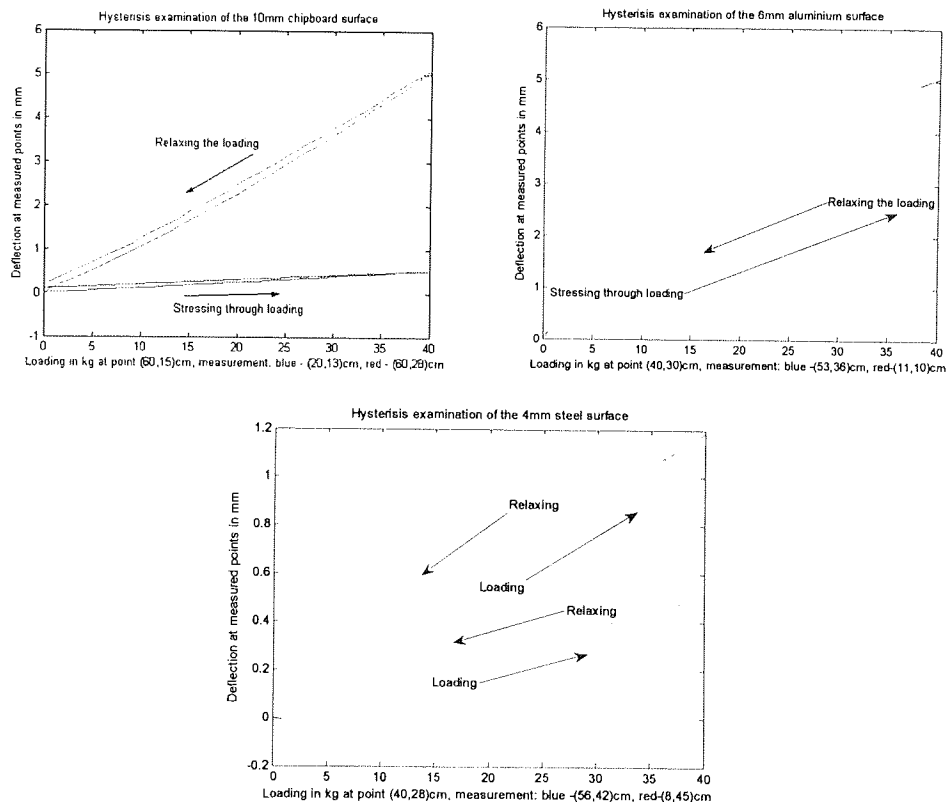 Hysterisis examination of the 10mm chipboard surface
6
5
4
3
2
1
0
-1
Deflection at measured points in mm
Relaxing the loading
Stressing through loading
0 5 10 15 20 25 30 35 40
Loading in kg at point (60,15)cm, measurement: blue - (20,13)cm, red - (60,28)cm
Hysterisis examination of the 6mm aluminium surface
6
5
4
3
2
1
0
Deflection at measured points in mm
Relaxing the loading
Stressing through loading
0 5 10 15 20 25 30 35 40
Loading in kg at point (40,30)cm, measurement: blue -(53,36)cm, red-(11,10)cm
Hysterisis examination of the 4mm steel surface
1.2
1
0.8
0.6
0.4
0.2
0
-0.2
Deflection at measured points in mm
Relaxing
Loading
Relaxing
Loading
0 5 10 15 20 25 30 35 40
Loading in kg at point (40,28)cm, measurement: blue -(56,42)cm, red-(8,45)cm